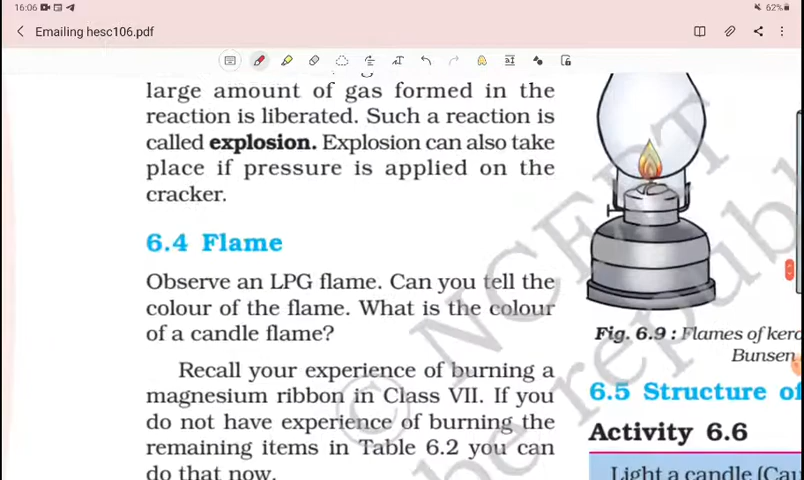 16:06
62%
Emailing hesc106.pdf
large amount of gas formed in the
reaction is liberated. Such a reaction is
called explosion. Explosion can also take
place if pressure is applied on the
cracker.
6.4 Flame
Observe an LPG flame. Can you tell the
colour of the flame. What is the colour
of a candle flame?
Recall your experience of burning a
magnesium ribbon in Class VII. If you
do not have experience of burning the
remaining items in Table 6.2 you can
do that now.
Fig. 6.9 : Flames of kero
Bunsen
6.5 Structure of
Activity 6.6
Light a candle (Cau
© NCERT
be republ